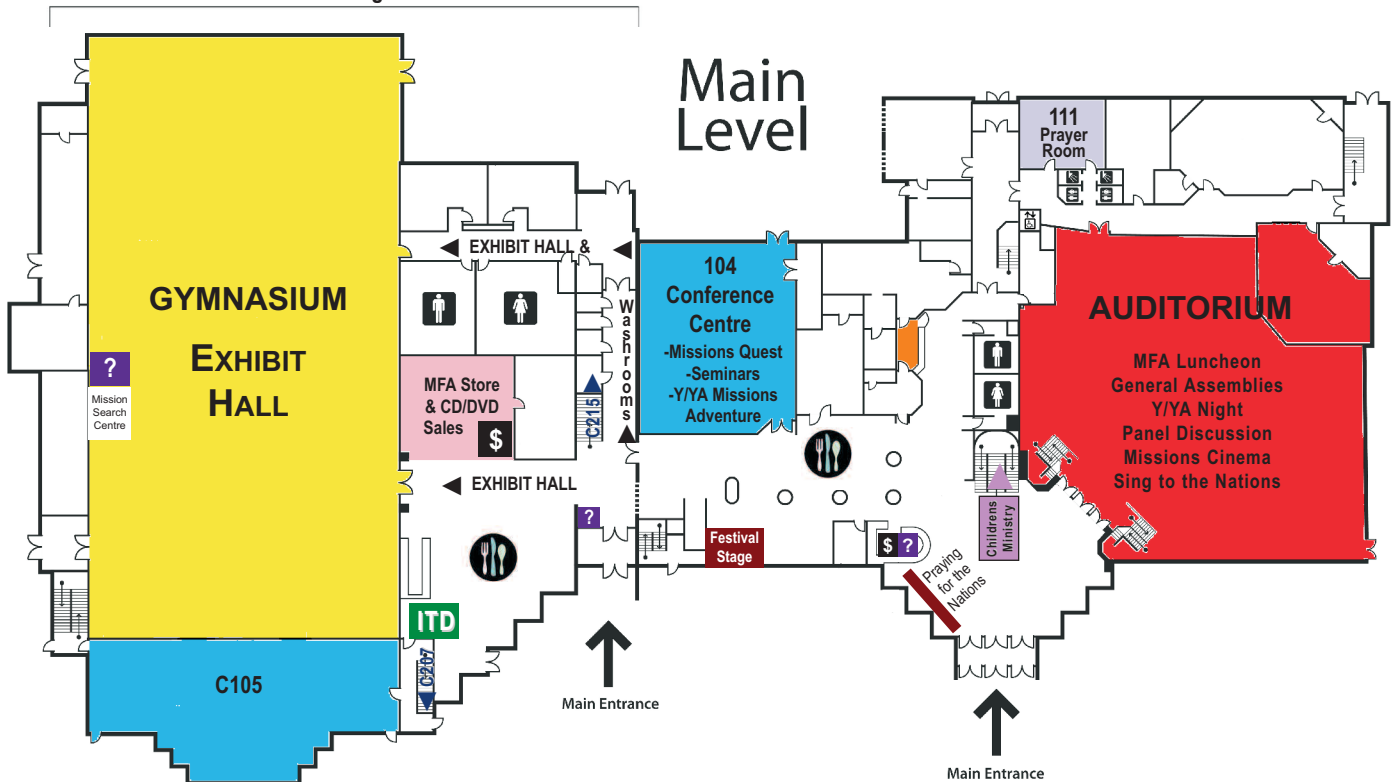 Main
Level
111
Prayer
Room
EXHIBIT HALL &
Washrooms
104
Conference
Centre
-Missions Quest
-Seminars
-Y/YA Missions
Adventure
GYMNASIUM
EXHIBIT
HALL
?
Mission
Search
Centre
MFA Store
& CD/DVD
Sales
$
C215
EXHIBIT HALL
?
AUDITORIUM
MFA Luncheon
General Assemblies
Y/YA Night
Panel Discussion
Missions Cinema
Sing to the Nations
Childrens
Ministry
Festival
Stage
$ ?
Praying
for the
Nations
ITD
C207
C105
Main Entrance
Main Entrance